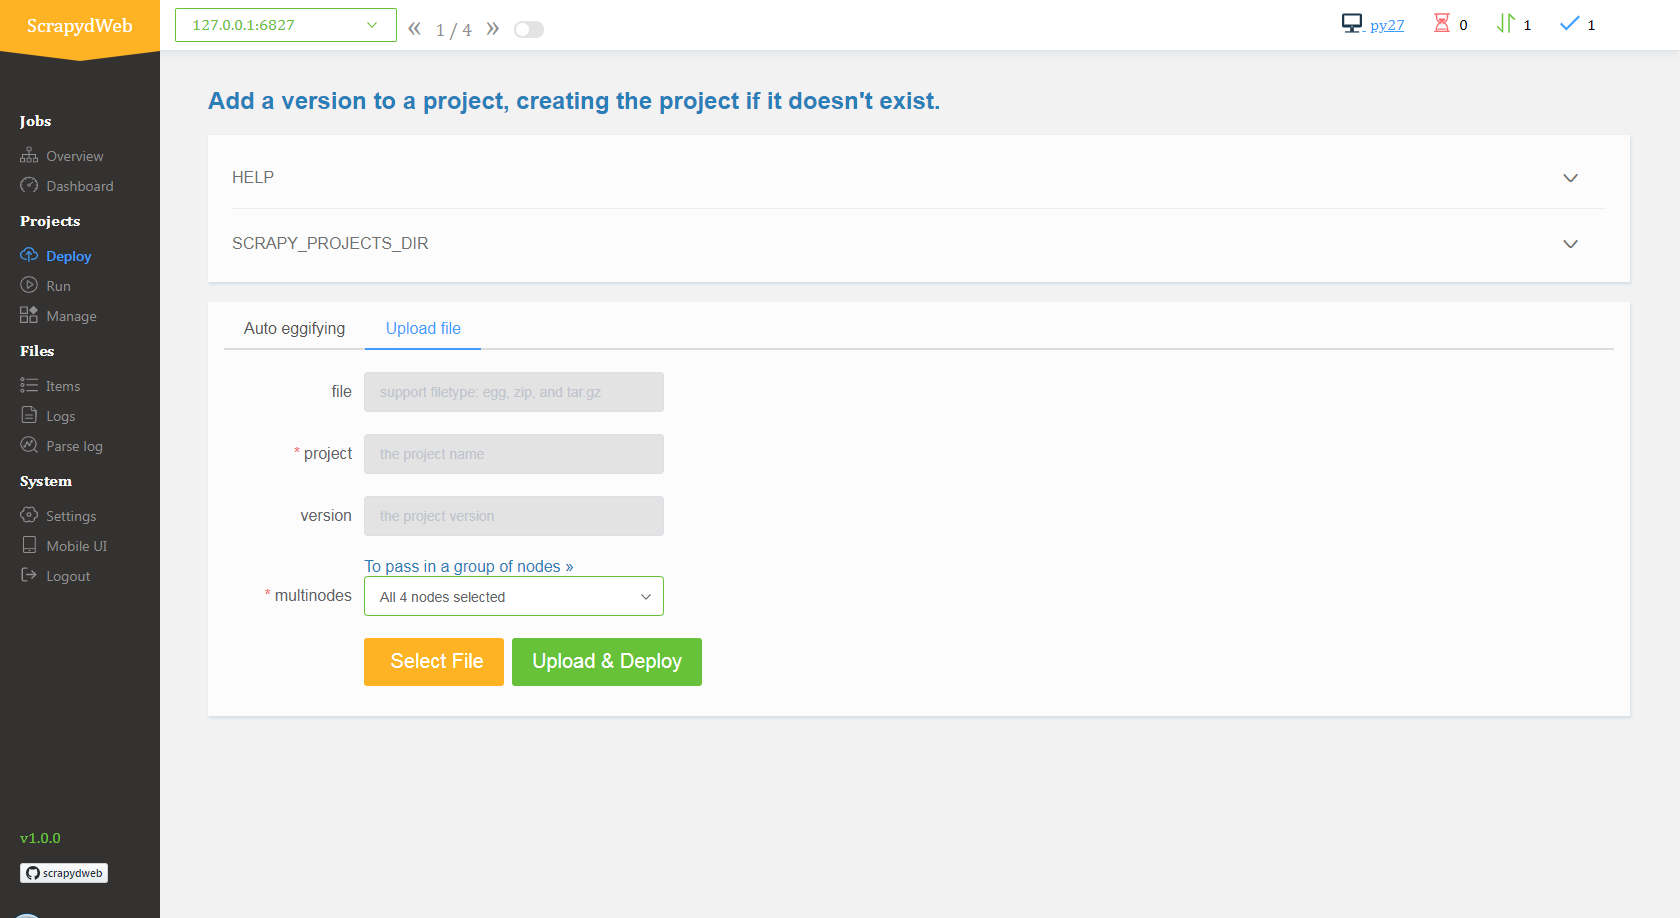 ScrapydWeb
127.0.0.1:6827
« 1 / 4 »
py27
0
1
1
Jobs
Overview
Dashboard
Projects
Deploy
Run
Manage
Files
Items
Logs
Parse log
System
Settings
Mobile UI
Logout
v1.0.0
scrapydweb
Add a version to a project, creating the project if it doesn't exist.
HELP
SCRAPY_PROJECTS_DIR
Auto eggifying Upload file
file support filetype: egg, zip, and tar.gz
* project the project name
version the project version
To pass in a group of nodes »
* multinodes All 4 nodes selected
Select File Upload & Deploy